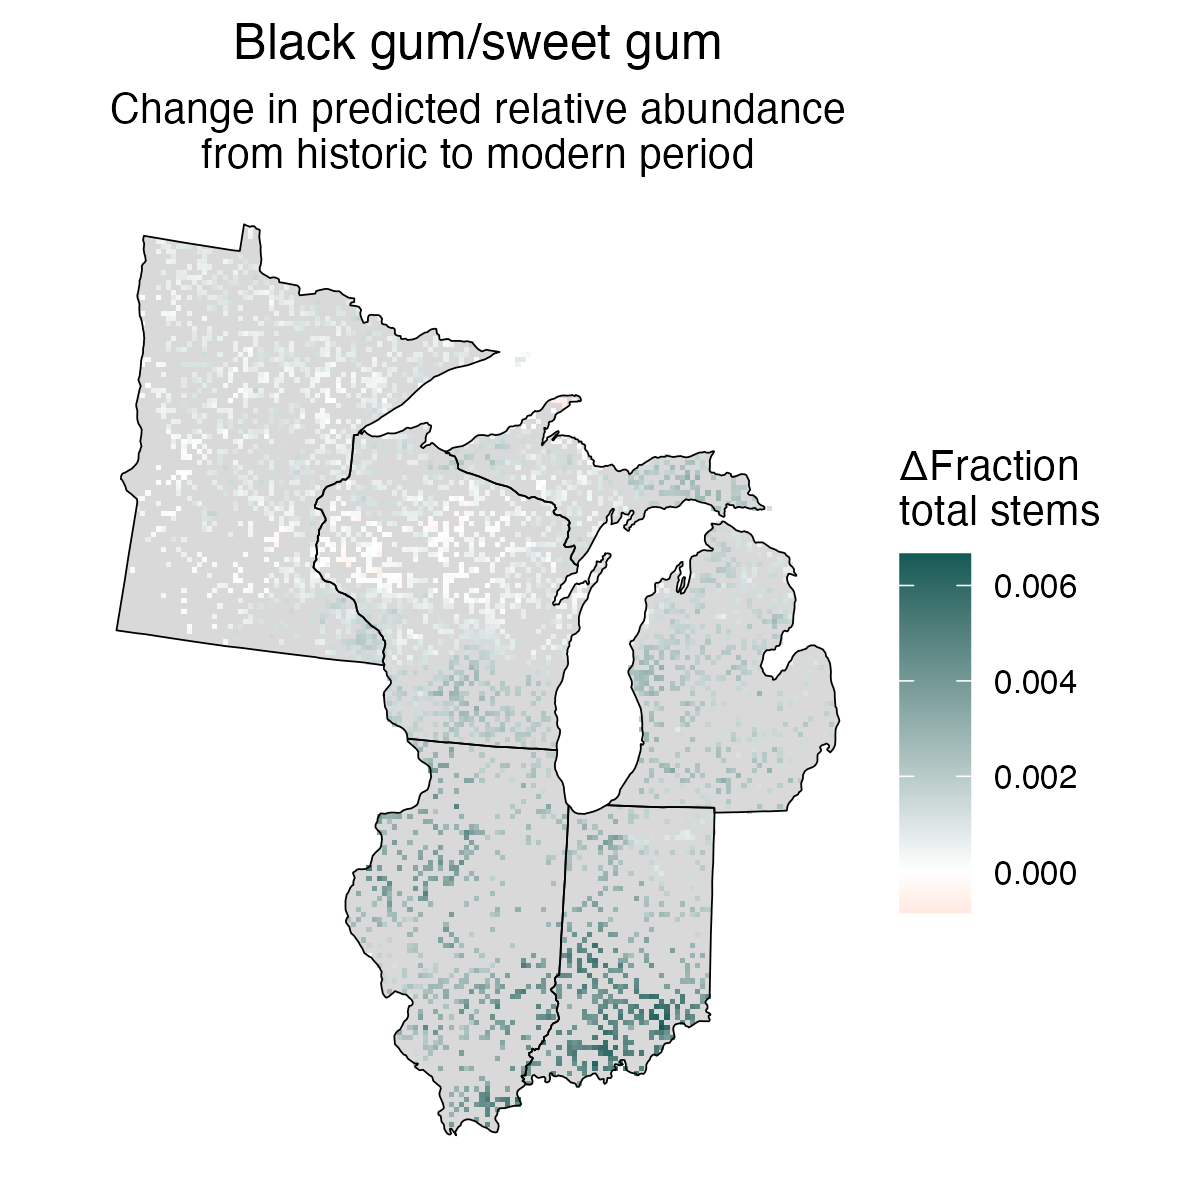 Black gum/sweet gum
Change in predicted relative abundance
from historic to modern period
ΔFraction
total stems
0.006
0.004
0.002
0.000